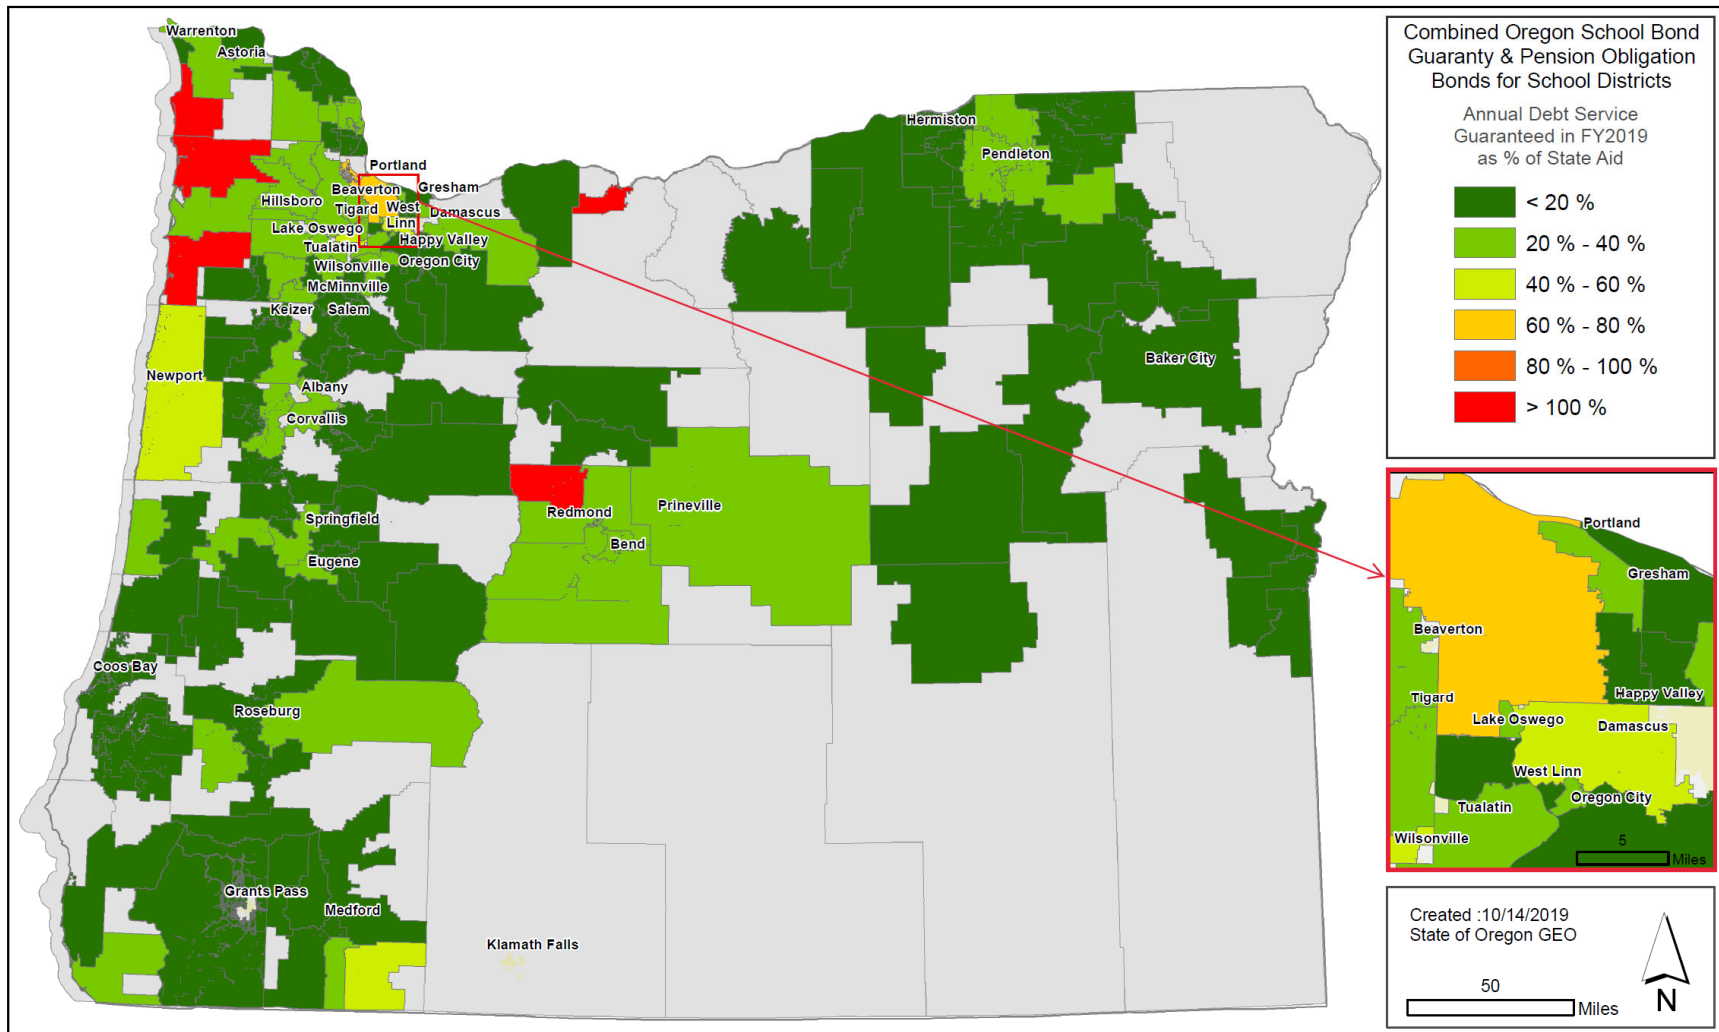 Combined Oregon School Bond
Guaranty & Pension Obligation
Bonds for School Districts
Annual Debt Service
Guaranteed in FY2019
as % of State Aid
< 20 %
20 % - 40 %
40 % - 60 %
60 % - 80 %
80 % - 100 %
> 100 %
Warrenton
Astoria
Portland
Beaverton
Gresham
Hillsboro
Tigard
West
Linn
Damascus
Lake Oswego
Tualatin
Happy Valley
Wilsonville
Oregon City
McMinnville
Keizer
Salem
Hermiston
Pendleton
Baker City
Newport
Albany
Corvallis
Springfield
Eugene
Redmond
Prineville
Bend
Coos Bay
Roseburg
Grants Pass
Medford
Klamath Falls
Portland
Gresham
Beaverton
Tigard
Happy Valley
Lake Oswego
Damascus
West Linn
Oregon City
Tualatin
Wilsonville
5
Miles
Created :10/14/2019
State of Oregon GEO
50
Miles
N